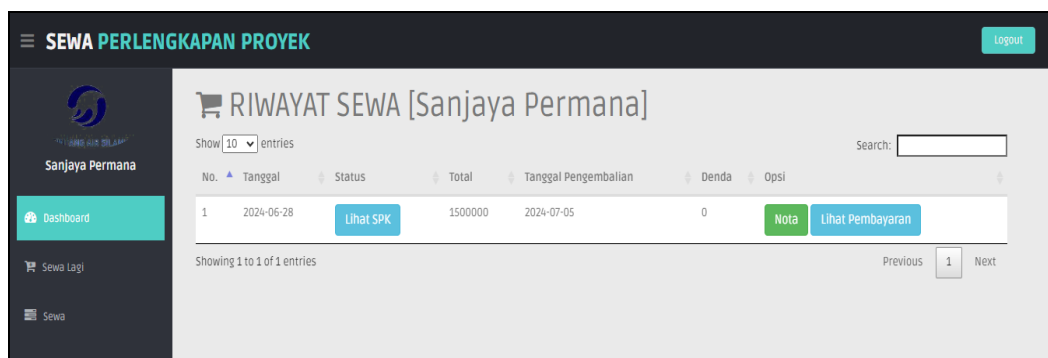 SEWA PERLENGKAPAN PROYEK
Logout
Sanjaya Permana
Dashboard
Sewa Lagi
Sewa
RIWAYAT SEWA [Sanjaya Permana]
Show 10 entries
Search:
No. Tanggal Status Total Tanggal Pengembalian Denda Opsi
1 2024-06-28 Lihat SPK 1500000 2024-07-05 0 Nota Lihat Pembayaran
Showing 1 to 1 of 1 entries
Previous 1 Next